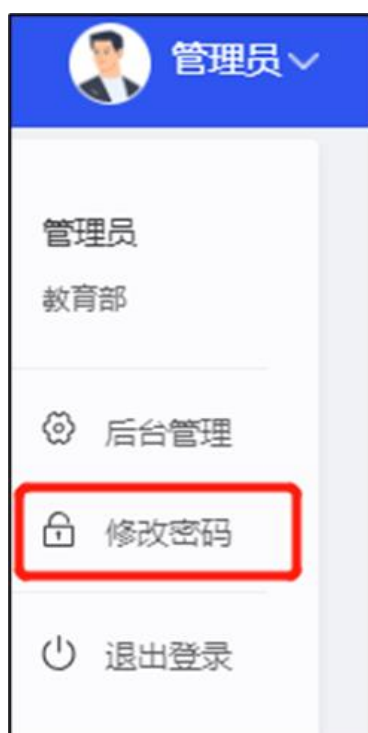 管理员
管理员
教育部
后台管理
修改密码
退出登录